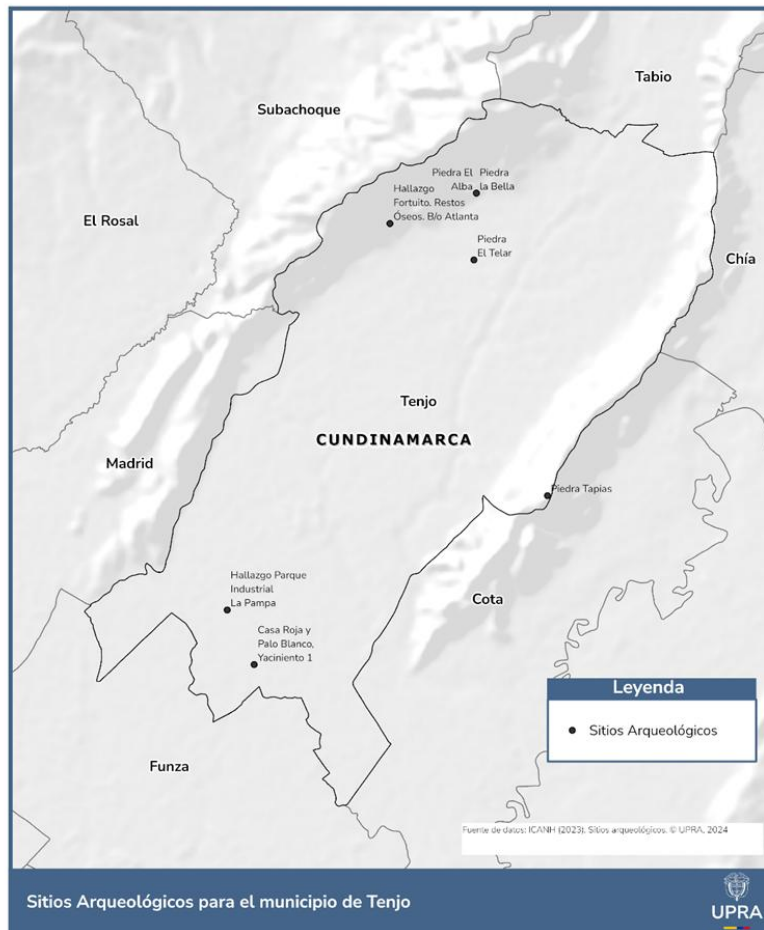 Tabio
Subachoque
Piedra El Alba
Piedra la Bella
Hallazgo
Fortuito. Restos
Óseos. B/o Atlanta
El Rosal
Piedra
El Telar
Chía
Tenjo
CUNDINAMARCA
Madrid
Piedra Tapias
Hallazgo Parque
Industrial
La Pampa
Cota
Casa Roja y
Palo Blanco,
Yaciniento 1
Leyenda
Sitios Arqueológicos
Funza
Fuente de datos: ICANH (2023). Sitios arqueológicos. © UPRA, 2024
Sitios Arqueológicos para el municipio de Tenjo
UPRA